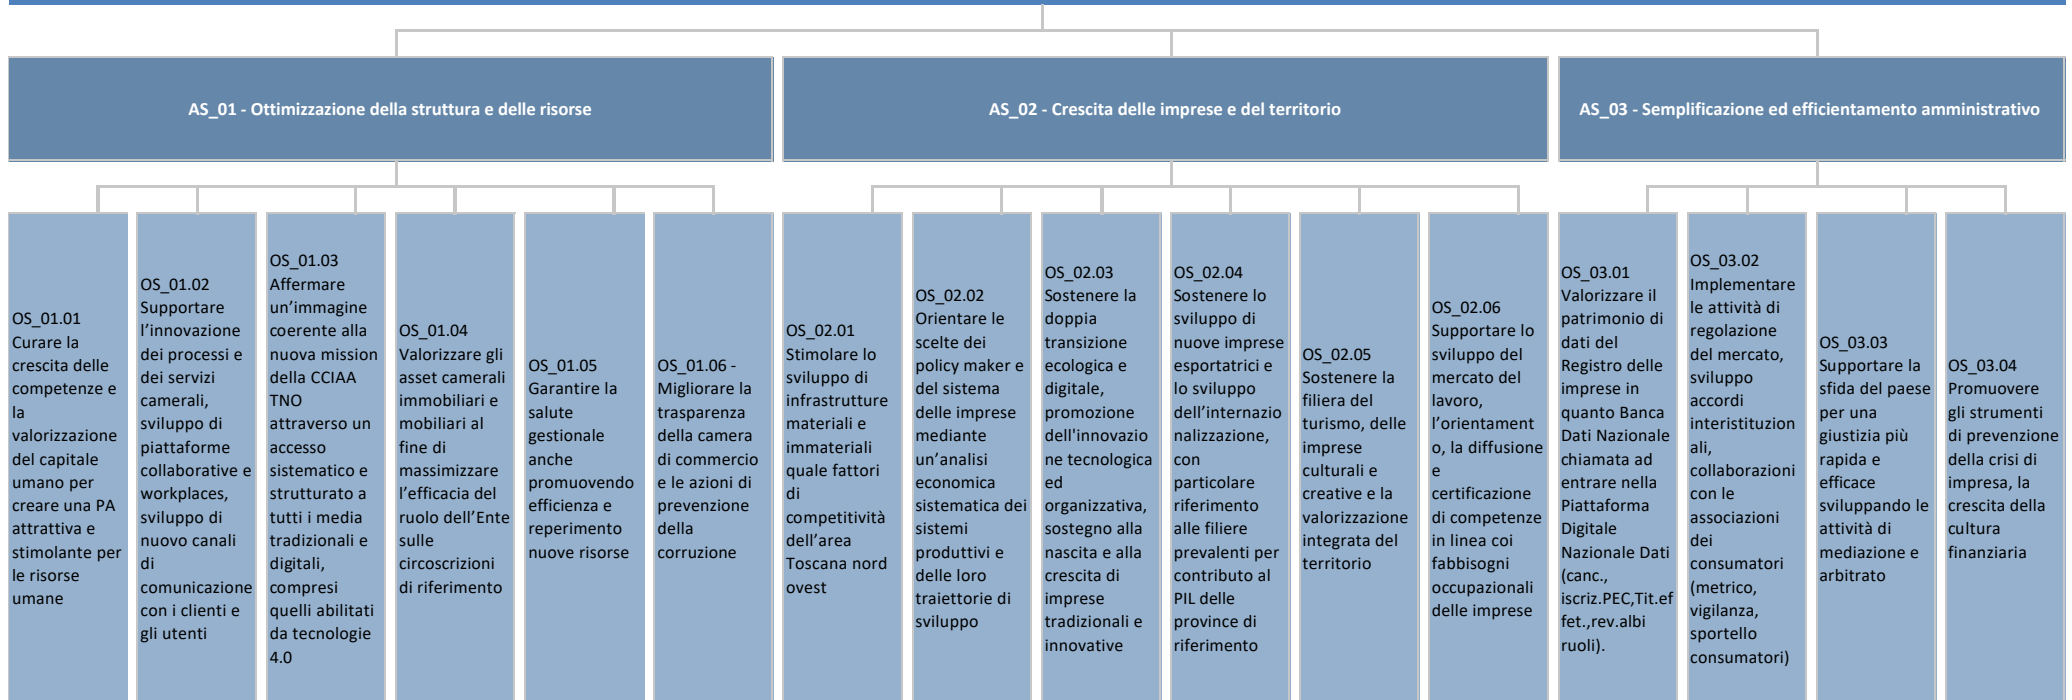 AS_01 - Ottimizzazione della struttura e delle risorse
AS_02 - Crescita delle imprese e del territorio
AS_03 - Semplificazione ed efficientamento amministrativo
OS_01.01
Curare la
crescita delle
competenze e
la
valorizzazione
del capitale
umano per
creare una PA
attrattiva e
stimolante per
le risorse
umane
OS_01.02
Supportare
l’innovazione
dei processi e
dei servizi
camerali,
sviluppo di
piattaforme
collaborative e
workplaces,
sviluppo di
nuovo canali
di
comunicazione
con i clienti e
gli utenti
OS_01.03
Affermare
un’immagine
coerente alla
nuova mission
della CCIAA
TNO
attraverso un
accesso
sistematico e
strutturato a
tutti i media
tradizionali e
digitali,
compresi
quelli abilitati
da tecnologie
4.0
OS_01.04
Valorizzare gli
asset camerali
immobiliari e
mobiliari al
fine di
massimizzare
l’efficacia del
ruolo dell’Ente
sulle
circoscrizioni
di riferimento
OS_01.05
Garantire la
salute
gestionale
anche
promuovendo
efficienza e
reperimento
nuove risorse
OS_01.06 -
Migliorare la
trasparenza
della camera
di commercio
e le azioni di
prevenzione
della
corruzione
OS_02.01
Stimolare lo
sviluppo di
infrastrutture
materiali e
immateriali
quale fattori
di
competitività
dell’area
Toscana nord
ovest
OS_02.02
Orientare le
scelte dei
policy maker e
del sistema
delle imprese
mediante
un’analisi
economica
sistematica dei
sistemi
produttivi e
delle loro
traiettorie di
sviluppo
OS_02.03
Sostenere la
doppia
transizione
ecologica e
digitale,
promozione
dell'innovazio
ne tecnologica
ed
organizzativa,
sostegno alla
nascita e alla
crescita di
imprese
tradizionali e
innovative
OS_02.04
Sostenere lo
sviluppo di
nuove imprese
esportatrici e
lo sviluppo
dell’internazio
nalizzazione,
con
particolare
riferimento
alle filiere
prevalenti per
contributo al
PIL delle
province di
riferimento
OS_02.05
Sostenere la
filiera del
turismo, delle
imprese
culturali e
creative e la
valorizzazione
integrata del
territorio
OS_02.06
Supportare lo
sviluppo del
mercato del
lavoro,
l’orientament
o, la diffusione
e
certificazione
di competenze
in linea coi
fabbisogni
occupazionali
delle imprese
OS_03.01
Valorizzare il
patrimonio di
dati del
Registro delle
imprese in
quanto Banca
Dati Nazionale
chiamata ad
entrare nella
Piattaforma
Digitale
Nazionale Dati
(canc.,
iscriz.PEC,Tit.ef
fet.,rev.albi
ruoli).
OS_03.02
Implementare
le attività di
regolazione
del mercato,
sviluppo
accordi
interistituzion
ali,
collaborazioni
con le
associazioni
dei
consumatori
(metrico,
vigilanza,
sportello
consumatori)
OS_03.03
Supportare la
sfida del paese
per una
giustizia più
rapida e
efficace
sviluppando le
attività di
mediazione e
arbitrato
OS_03.04
Promuovere
gli strumenti
di prevenzione
della crisi di
impresa, la
crescita della
cultura
finanziaria